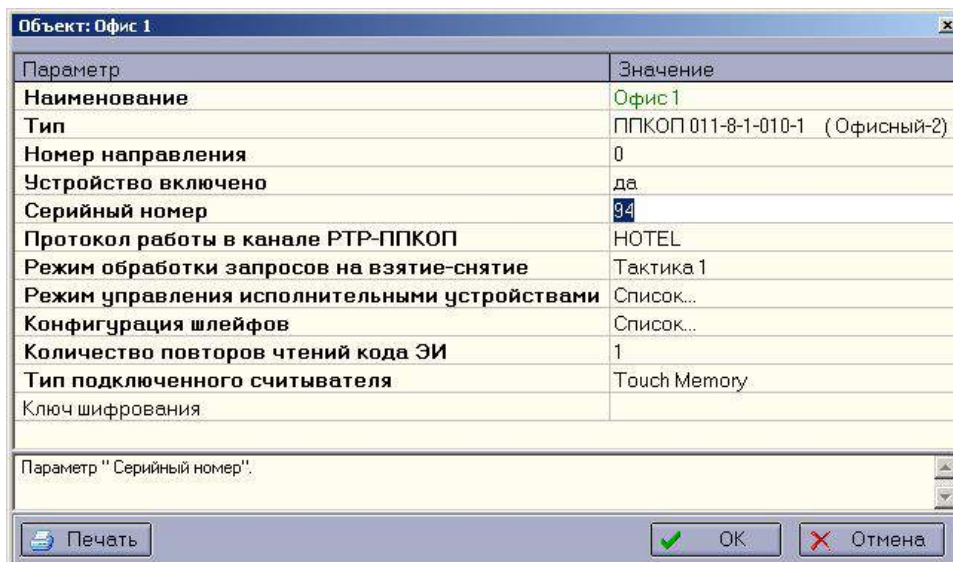 Объект: Офис 1
Параметр Значение
Наименование Офис 1
Тип ППКОП 011-8-1-010-1 (Офисный-2)
Номер направления 0
Устройство включено да
Серийный номер 94
Протокол работы в канале РТР-ППКОП HOTEL
Режим обработки запросов на взятие-снятие Тактика 1
Режим управления исполнительными устройствами Список...
Конфигурация шлейфов Список...
Количество повторов чтений кода ЭИ 1
Тип подключенного считывателя Touch Memory
Ключ шифрования
Параметр "Серийный номер".
Печать OK Отмена